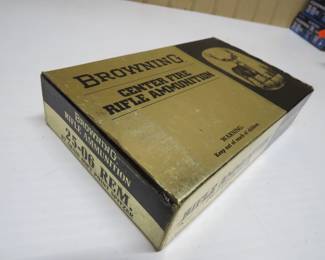 BROWNING
CENTER FIRE
RIFLE AMMUNITION
WARNING:
Keep out of reach of children.
BROWNING
RIFLE AMMUNITION
25-06 REM.